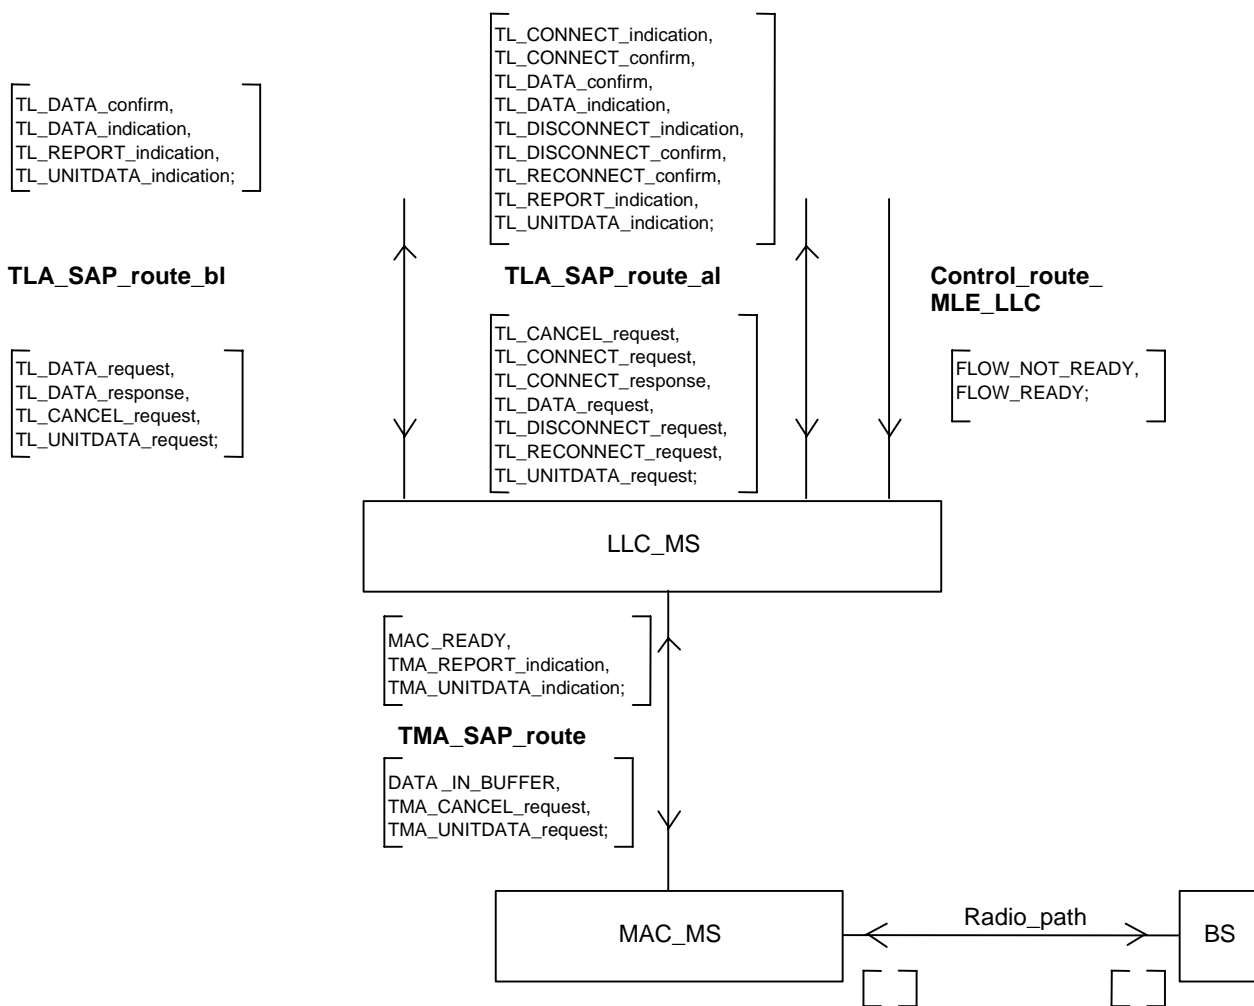 TL_CONNECT_indication,
TL_CONNECT_confirm,
TL_DATA_confirm,
TL_DATA_indication,
TL_DISCONNECT_indication,
TL_DISCONNECT_confirm,
TL_RECONNECT_confirm,
TL_REPORT_indication,
TL_UNITDATA_indication;
TL_DATA_confirm,
TL_DATA_indication,
TL_REPORT_indication,
TL_UNITDATA_indication;
TLA_SAP_route_bl
TLA_SAP_route_al
Control_route_
MLE_LLC
TL_DATA_request,
TL_DATA_response,
TL_CANCEL_request,
TL_UNITDATA_request;
TL_CANCEL_request,
TL_CONNECT_request,
TL_CONNECT_response,
TL_DATA_request,
TL_DISCONNECT_request,
TL_RECONNECT_request,
TL_UNITDATA_request;
FLOW_NOT_READY,
FLOW_READY;
LLC_MS
MAC_READY,
TMA_REPORT_indication,
TMA_UNITDATA_indication;
TMA_SAP_route
DATA_IN_BUFFER,
TMA_CANCEL_request,
TMA_UNITDATA_request;
MAC_MS
Radio_path
BS